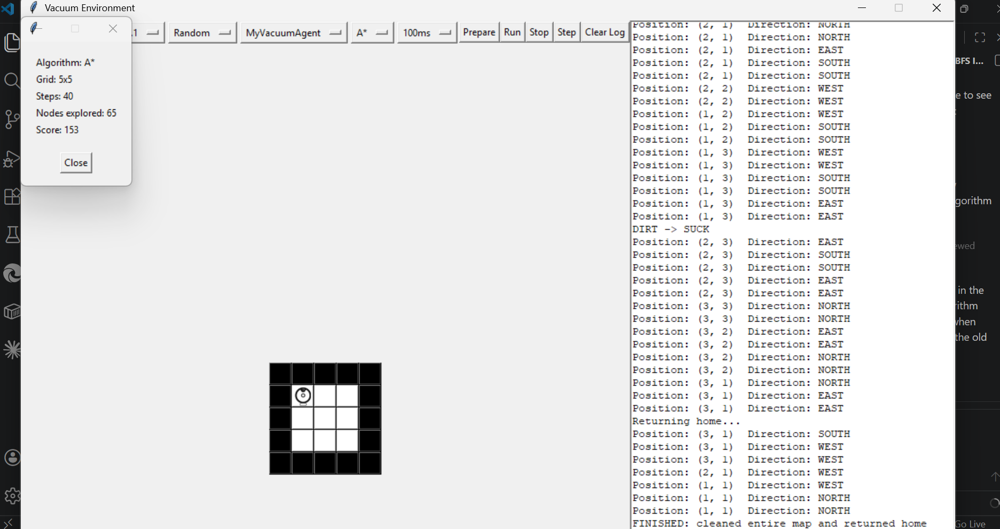 Vacuum Environment
.1
Random
MyVacuumAgent
A*
100ms
Prepare
Run
Stop
Step
Clear Log
Algorithm: A*
Grid: 5x5
Steps: 40
Nodes explored: 65
Score: 153
Close
Position: (2, 1) Direction: NORTH
Position: (2, 1) Direction: NORTH
Position: (2, 1) Direction: EAST
Position: (2, 1) Direction: SOUTH
Position: (2, 1) Direction: SOUTH
Position: (2, 2) Direction: WEST
Position: (2, 2) Direction: WEST
Position: (1, 2) Direction: WEST
Position: (1, 2) Direction: SOUTH
Position: (1, 2) Direction: SOUTH
Position: (1, 3) Direction: WEST
Position: (1, 3) Direction: WEST
Position: (1, 3) Direction: SOUTH
Position: (1, 3) Direction: SOUTH
Position: (1, 3) Direction: EAST
Position: (1, 3) Direction: EAST
DIRT -> SUCK
Position: (2, 3) Direction: EAST
Position: (2, 3) Direction: SOUTH
Position: (2, 3) Direction: SOUTH
Position: (2, 3) Direction: EAST
Position: (2, 3) Direction: EAST
Position: (3, 3) Direction: NORTH
Position: (3, 3) Direction: NORTH
Position: (3, 2) Direction: EAST
Position: (3, 2) Direction: EAST
Position: (3, 2) Direction: NORTH
Position: (3, 2) Direction: NORTH
Position: (3, 1) Direction: NORTH
Position: (3, 1) Direction: EAST
Position: (3, 1) Direction: EAST
Returning home...
Position: (3, 1) Direction: SOUTH
Position: (3, 1) Direction: WEST
Position: (3, 1) Direction: WEST
Position: (2, 1) Direction: WEST
Position: (1, 1) Direction: WEST
Position: (1, 1) Direction: NORTH
Position: (1, 1) Direction: NORTH
FINISHED: cleaned entire map and returned home
BFS I...
e to see
gorithm
ewed
in the
rithm
when
the old
Go Live